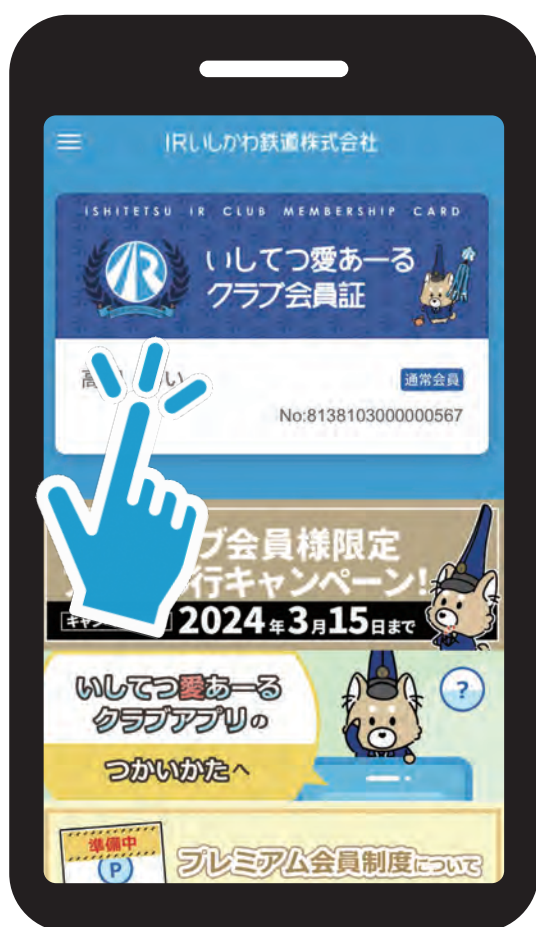 IRいしかわ鉄道株式会社
ISHITETSU IR CLUB MEMBERSHIP CARD
いしてつ愛あーる
クラブ会員証
通常会員
No:8138103000000567
会員様限定
キャンペーン!
2024年3月15日まで
いしてつ愛あーる
クラブアプリの
つかいかたへ
?
準備中
P
プレミアム会員制度について